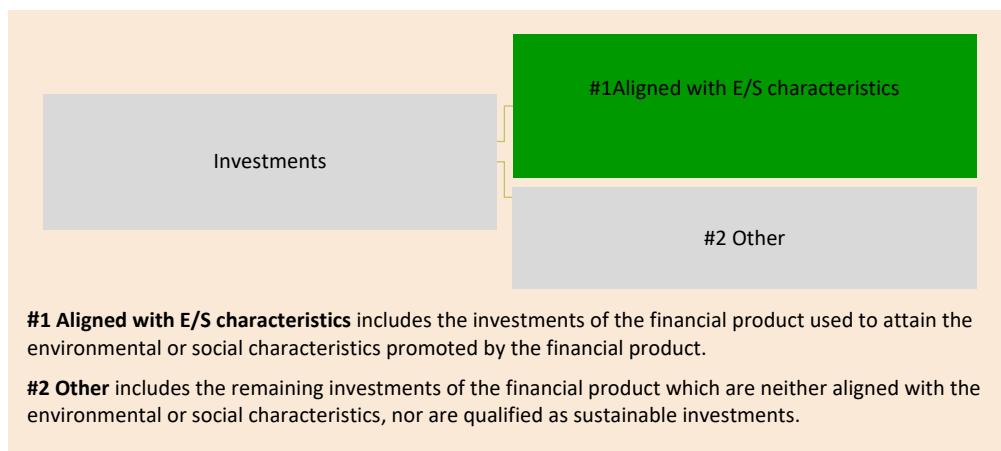 #1Aligned with E/S characteristics
Investments
#2 Other
#1 Aligned with E/S characteristics includes the investments of the financial product used to attain the
environmental or social characteristics promoted by the financial product.
#2 Other includes the remaining investments of the financial product which are neither aligned with the
environmental or social characteristics, nor are qualified as sustainable investments.